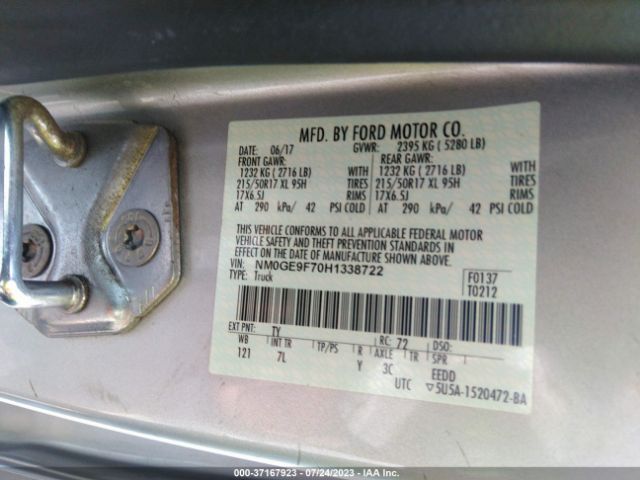 MFD. BY FORD MOTOR CO.
DATE: 06/17 GVWR: 2395 KG ( 5280 LB)
FRONT GAWR: REAR GAWR:
1232 KG ( 2716 LB) WITH 1232 KG ( 2716 LB) WITH
215/50R17 XL 95H TIRES 215/50R17 XL 95H TIRES
17X6.5J RIMS 17X6.5J RIMS
AT 290 kPa/ 42 PSI COLD AT 290 kPa/ 42 PSI COLD
THIS VEHICLE CONFORMS TO ALL APPLICABLE FEDERAL MOTOR
VEHICLE SAFETY AND THEFT PREVENTION STANDARDS IN
EFFECT ON THE DATE OF MANUFACTURE SHOWN ABOVE.
VIN: NM0GE9F70H1338722
TYPE: Truck
F0137
T0212
EXT PNT: TY RC: 72 DSO:
WB INT TR TP/PS R AXLE TR SPR
121 7L Y 3C EEDD
UTC ▽5U5A-1520472-BA
000-37167923 / 07/24/2023 / IAA Inc.